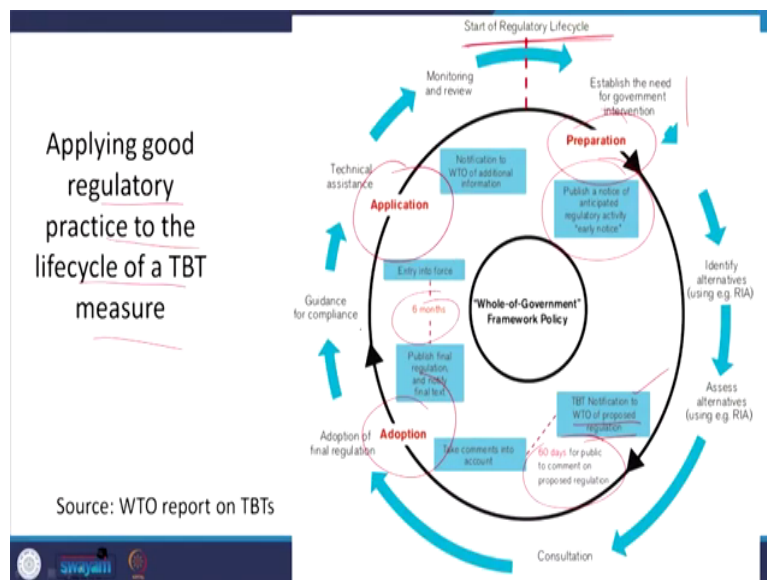 Applying good
regulatory
practice to the
lifecycle of a TBT
measure
Source: WTO report on TBTs
swayam
Start of Regulatory Lifecycle
Establish the need
for government
intervention
Preparation
Publish a notice of
anticipated
regulatory activity
"early notice"
Identify
alternatives
(using e.g. RIA)
Assess
alternatives
(using e.g. RIA)
TBT Notification to
WTO of proposed
regulation
60 days for public
to comment on
proposed regulation
Consultation
Take comments into
account
Adoption of
final regulation
Adoption
Publish final
regulation,
and notify
final text
6 months
Entry into force
Guidance
for compliance
Technical
assistance
Application
Notification to
WTO of additional
information
Monitoring
and review
"Whole-of-Government"
Framework Policy